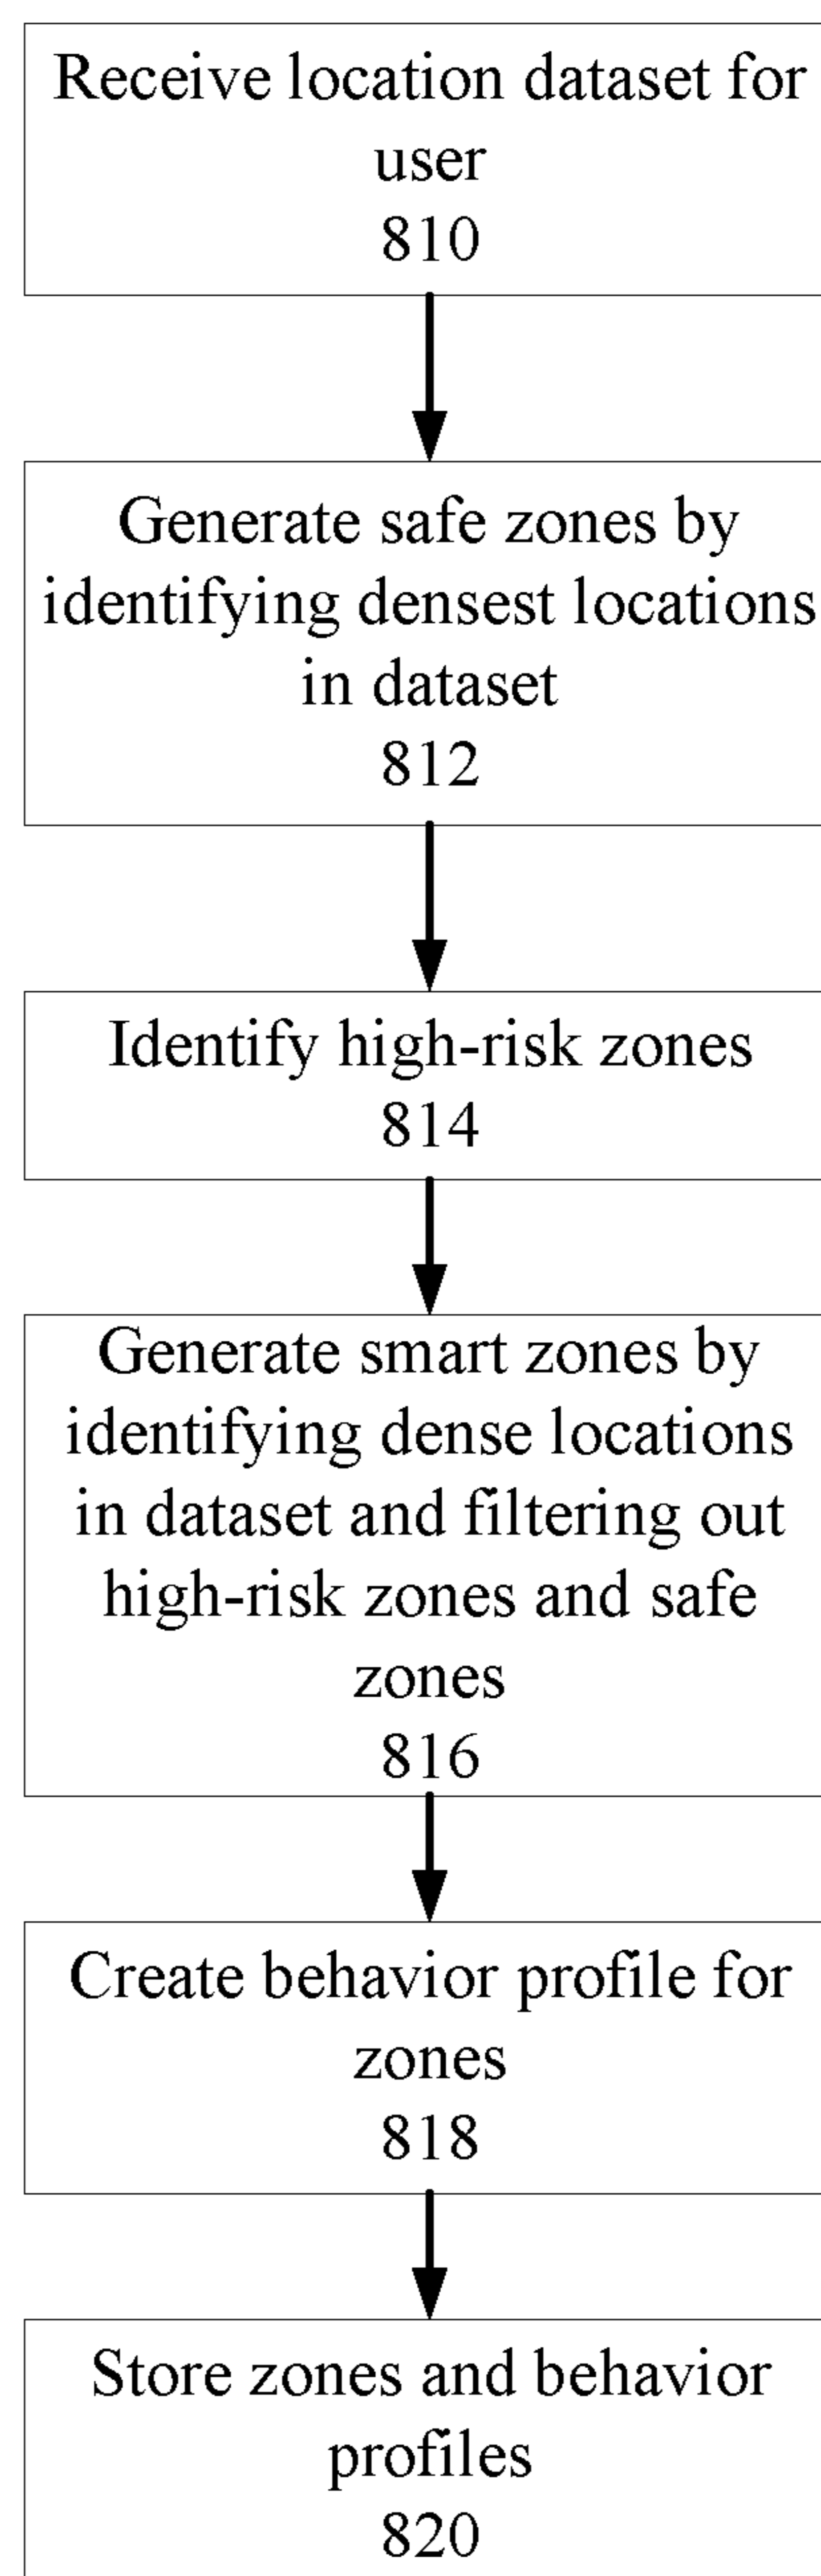 Receive location dataset for
user
810
Generate safe zones by
identifying densest locations
in dataset
812
Identify high-risk zones
814
Generate smart zones by
identifying dense locations
in dataset and filtering out
high-risk zones and safe
zones
816
Create behavior profile for
zones
818
Store zones and behavior
profiles
820